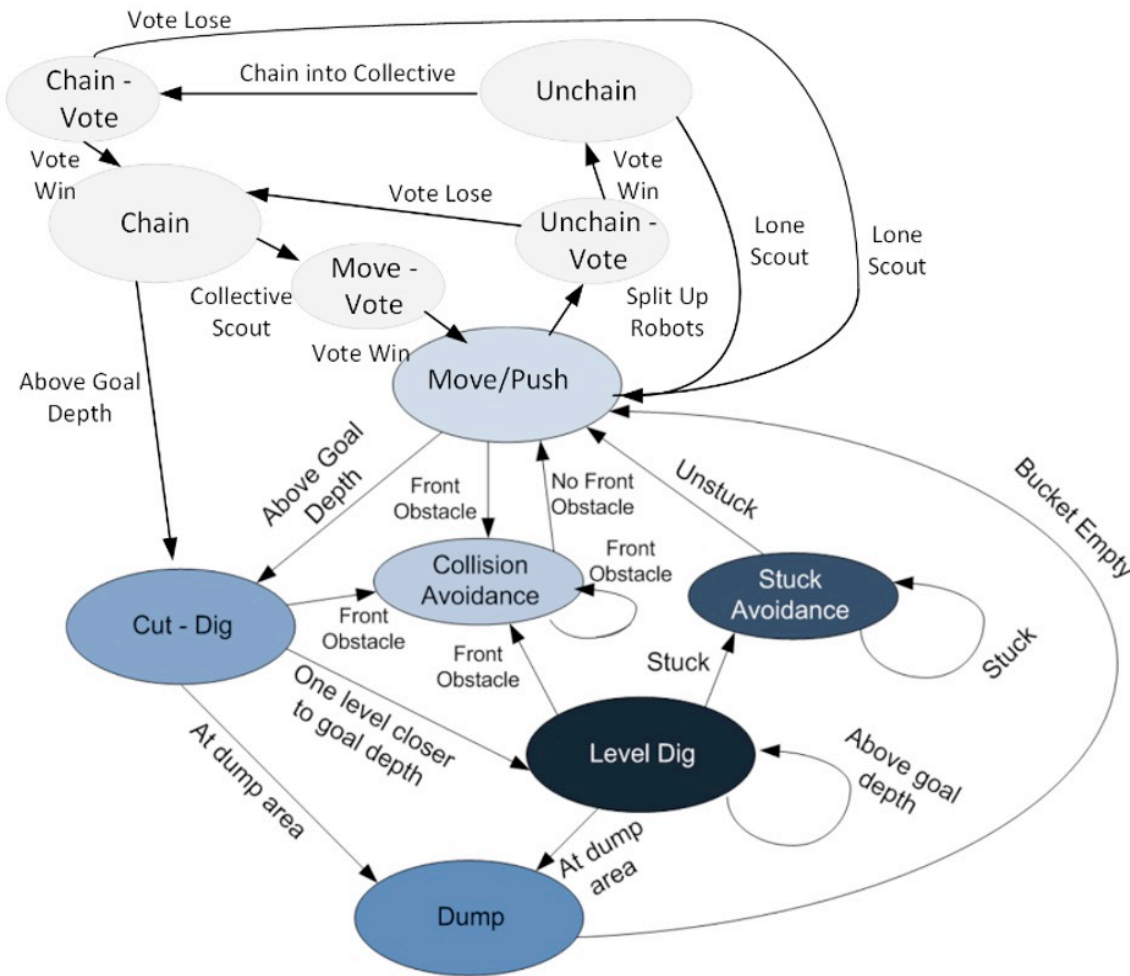 Vote Lose
Chain -
Vote
Chain into Collective
Unchain
Vote
Win
Vote Lose
Vote
Win
Chain
Unchain -
Vote
Lone
Scout
Lone
Scout
Move -
Vote
Collective
Scout
Split Up
Robots
Vote Win
Move/Push
Above Goal
Depth
Above Goal
Depth
Front
Obstacle
No Front
Obstacle
Unstuck
Bucket Empty
Collision
Avoidance
Front
Obstacle
Stuck
Avoidance
Cut - Dig
Front
Obstacle
Front
Obstacle
Stuck
Stuck
One level closer
to goal depth
At dump area
Level Dig
Above goal
depth
At dump
area
Dump